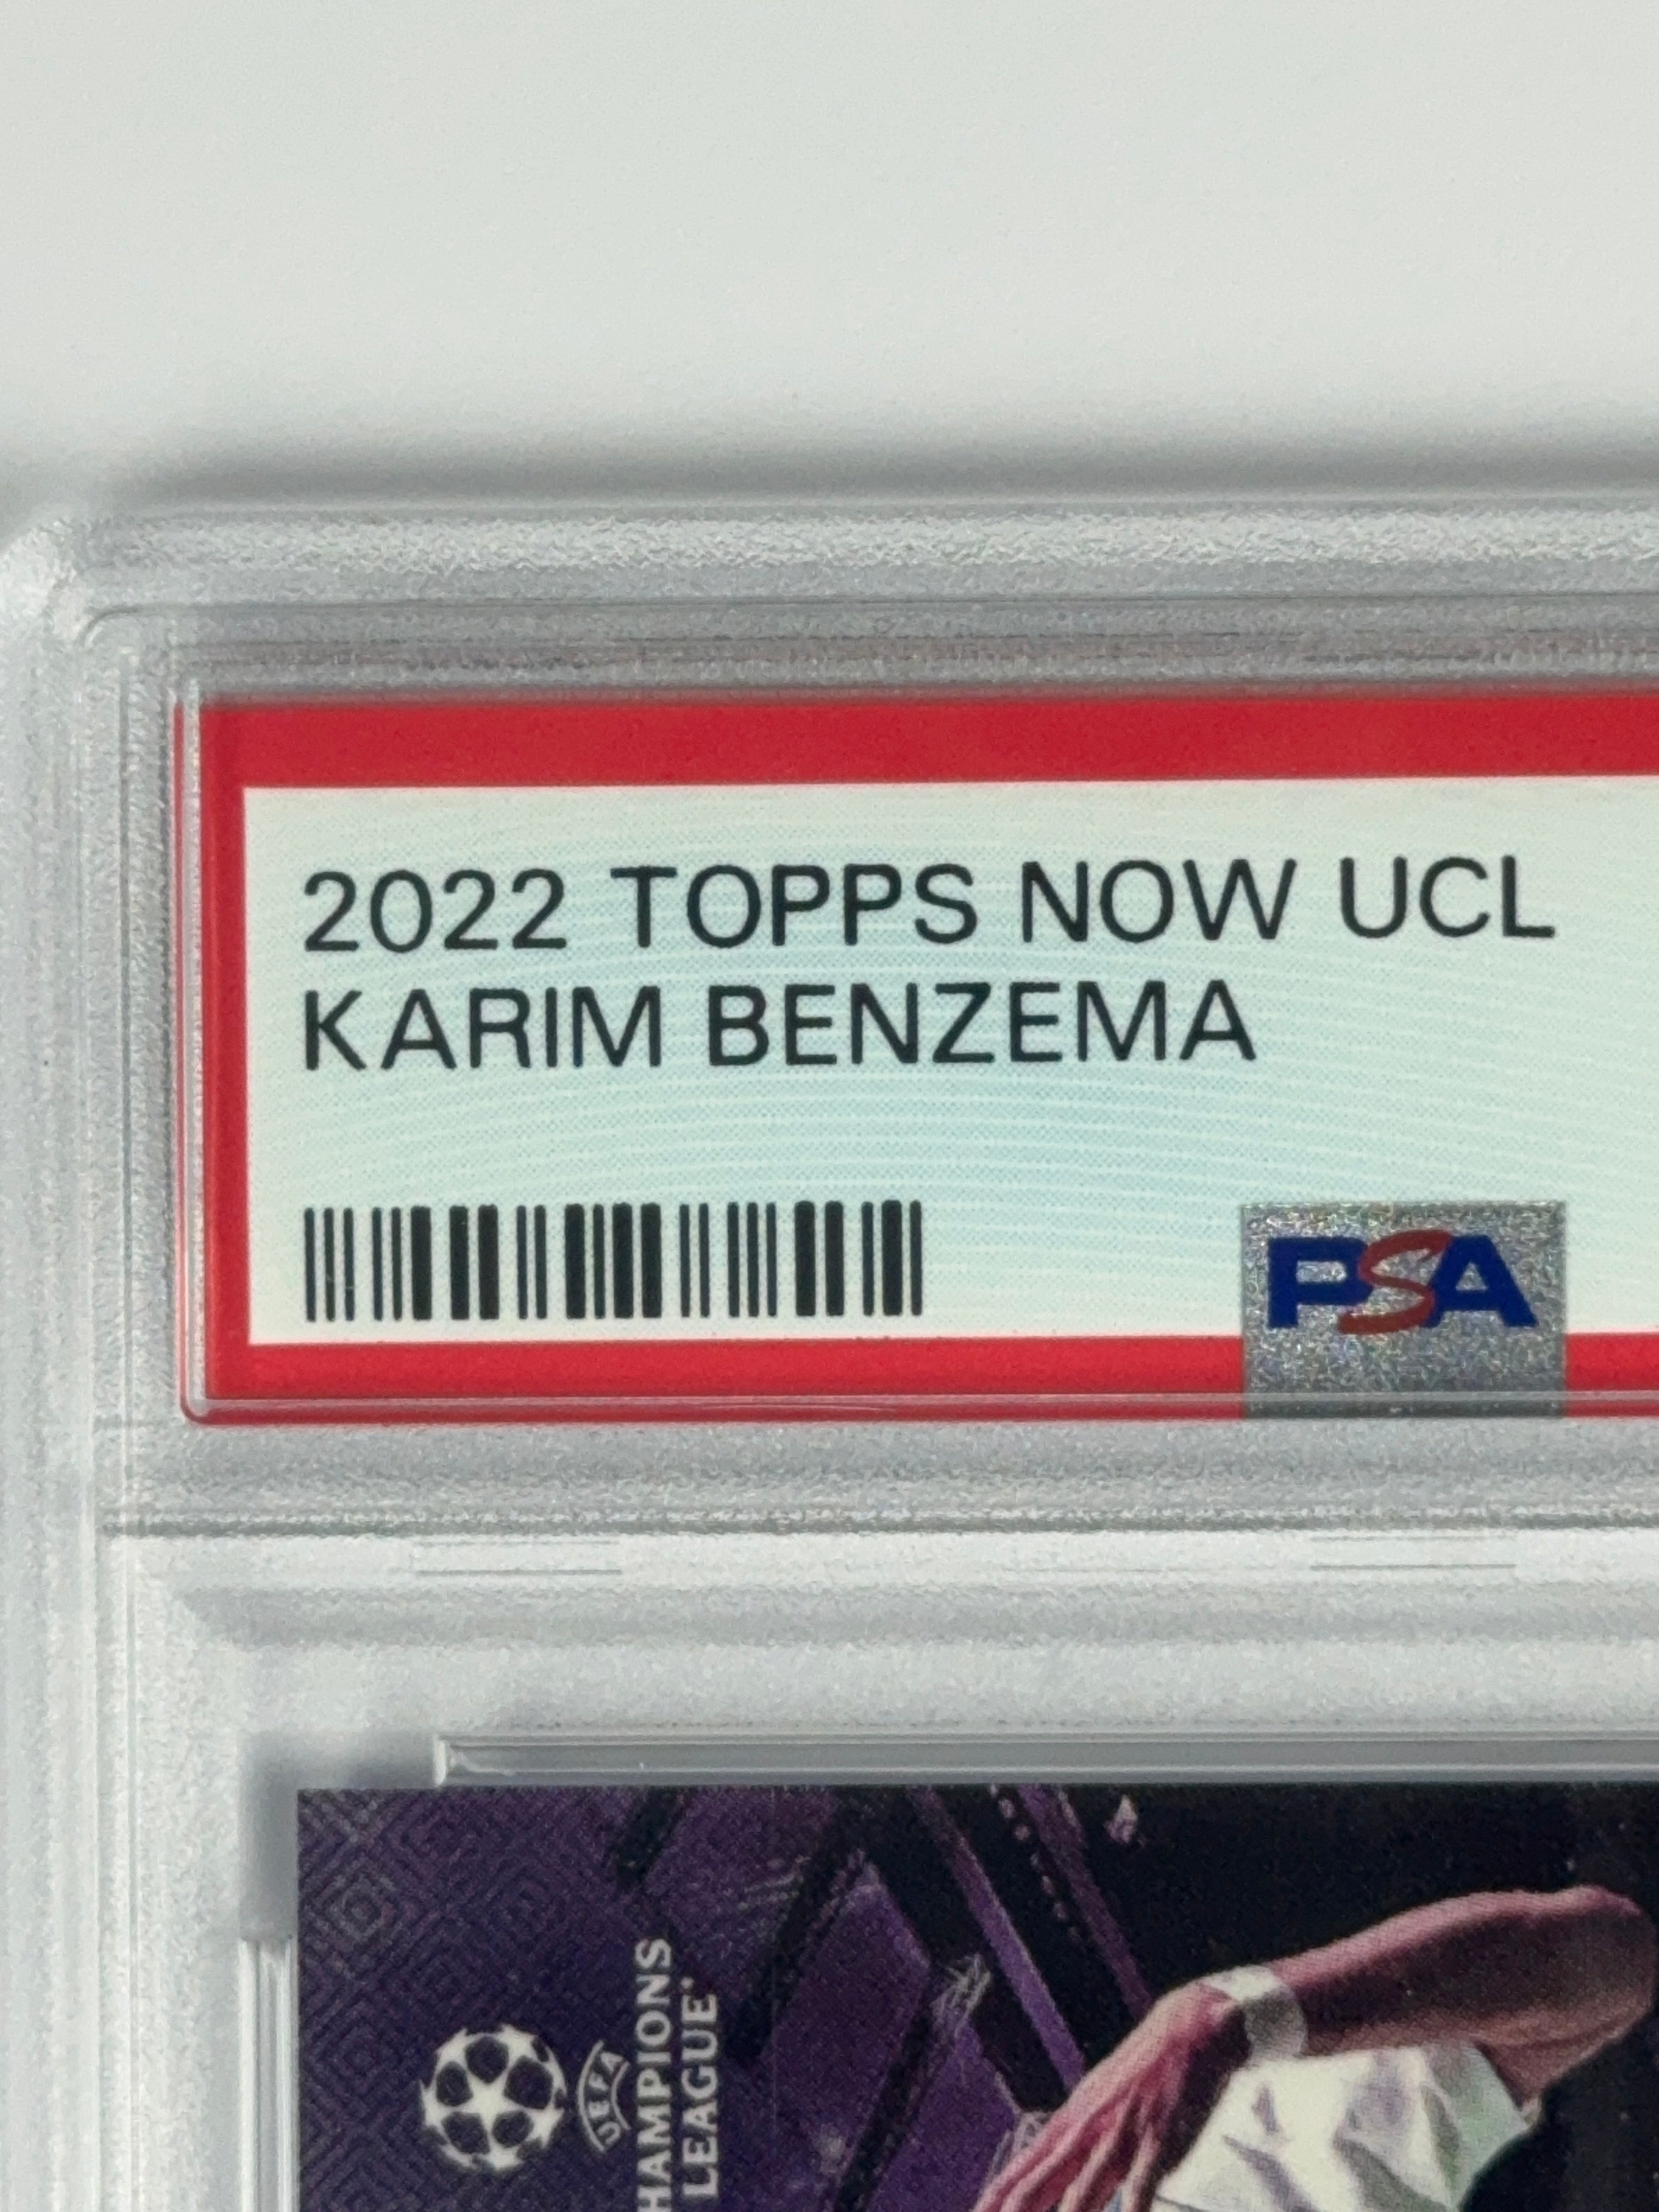 2022 TOPPS NOW UCL
KARIM BENZEMA
PSA
UEFA
CHAMPIONS
LEAGUE